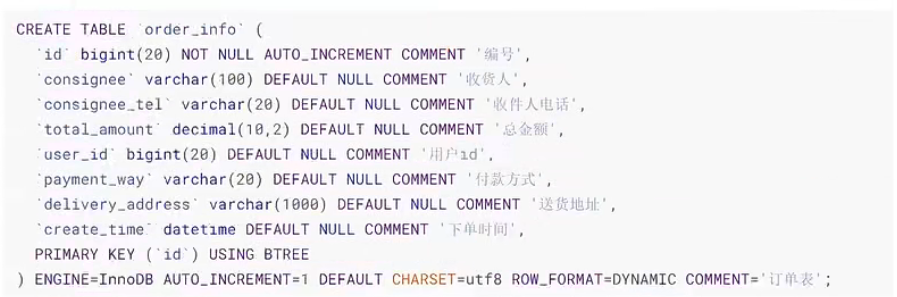 CREATE TABLE `order_info` (
`id` bigint(20) NOT NULL AUTO_INCREMENT COMMENT '编号',
`consignee` varchar(100) DEFAULT NULL COMMENT '收货人',
`consignee_tel` varchar(20) DEFAULT NULL COMMENT '收件人电话',
`total_amount` decimal(10,2) DEFAULT NULL COMMENT '总金额',
`user_id` bigint(20) DEFAULT NULL COMMENT '用户id',
`payment_way` varchar(20) DEFAULT NULL COMMENT '付款方式',
`delivery_address` varchar(1000) DEFAULT NULL COMMENT '送货地址',
`create_time` datetime DEFAULT NULL COMMENT '下单时间',
PRIMARY KEY (`id`) USING BTREE
) ENGINE=InnoDB AUTO_INCREMENT=1 DEFAULT CHARSET=utf8 ROW_FORMAT=DYNAMIC COMMENT='订单表';